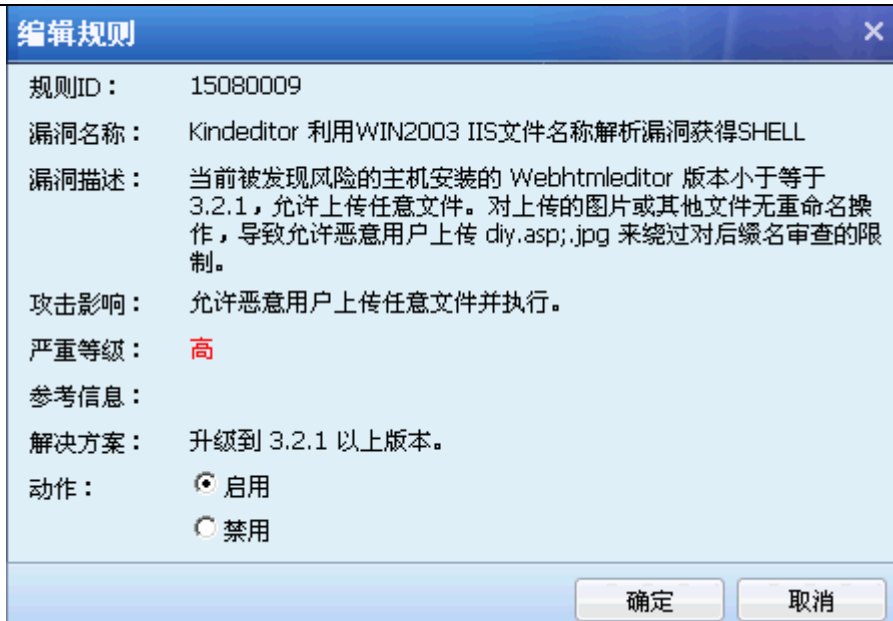 编辑规则
规则ID： 15080009
漏洞名称： Kindeditor 利用WIN2003 IIS文件名称解析漏洞获得SHELL
漏洞描述： 当前被发现风险的主机安装的 Webhtmleditor 版本小于等于
3.2.1，允许上传任意文件。对上传的图片或其他文件无重命名操
作，导致允许恶意用户上传 diy.asp;.jpg 来绕过对后缀名审查的限
制。
攻击影响： 允许恶意用户上传任意文件并执行。
严重等级： 高
参考信息：
解决方案： 升级到 3.2.1 以上版本。
动作： 启用
禁用
确定 取消